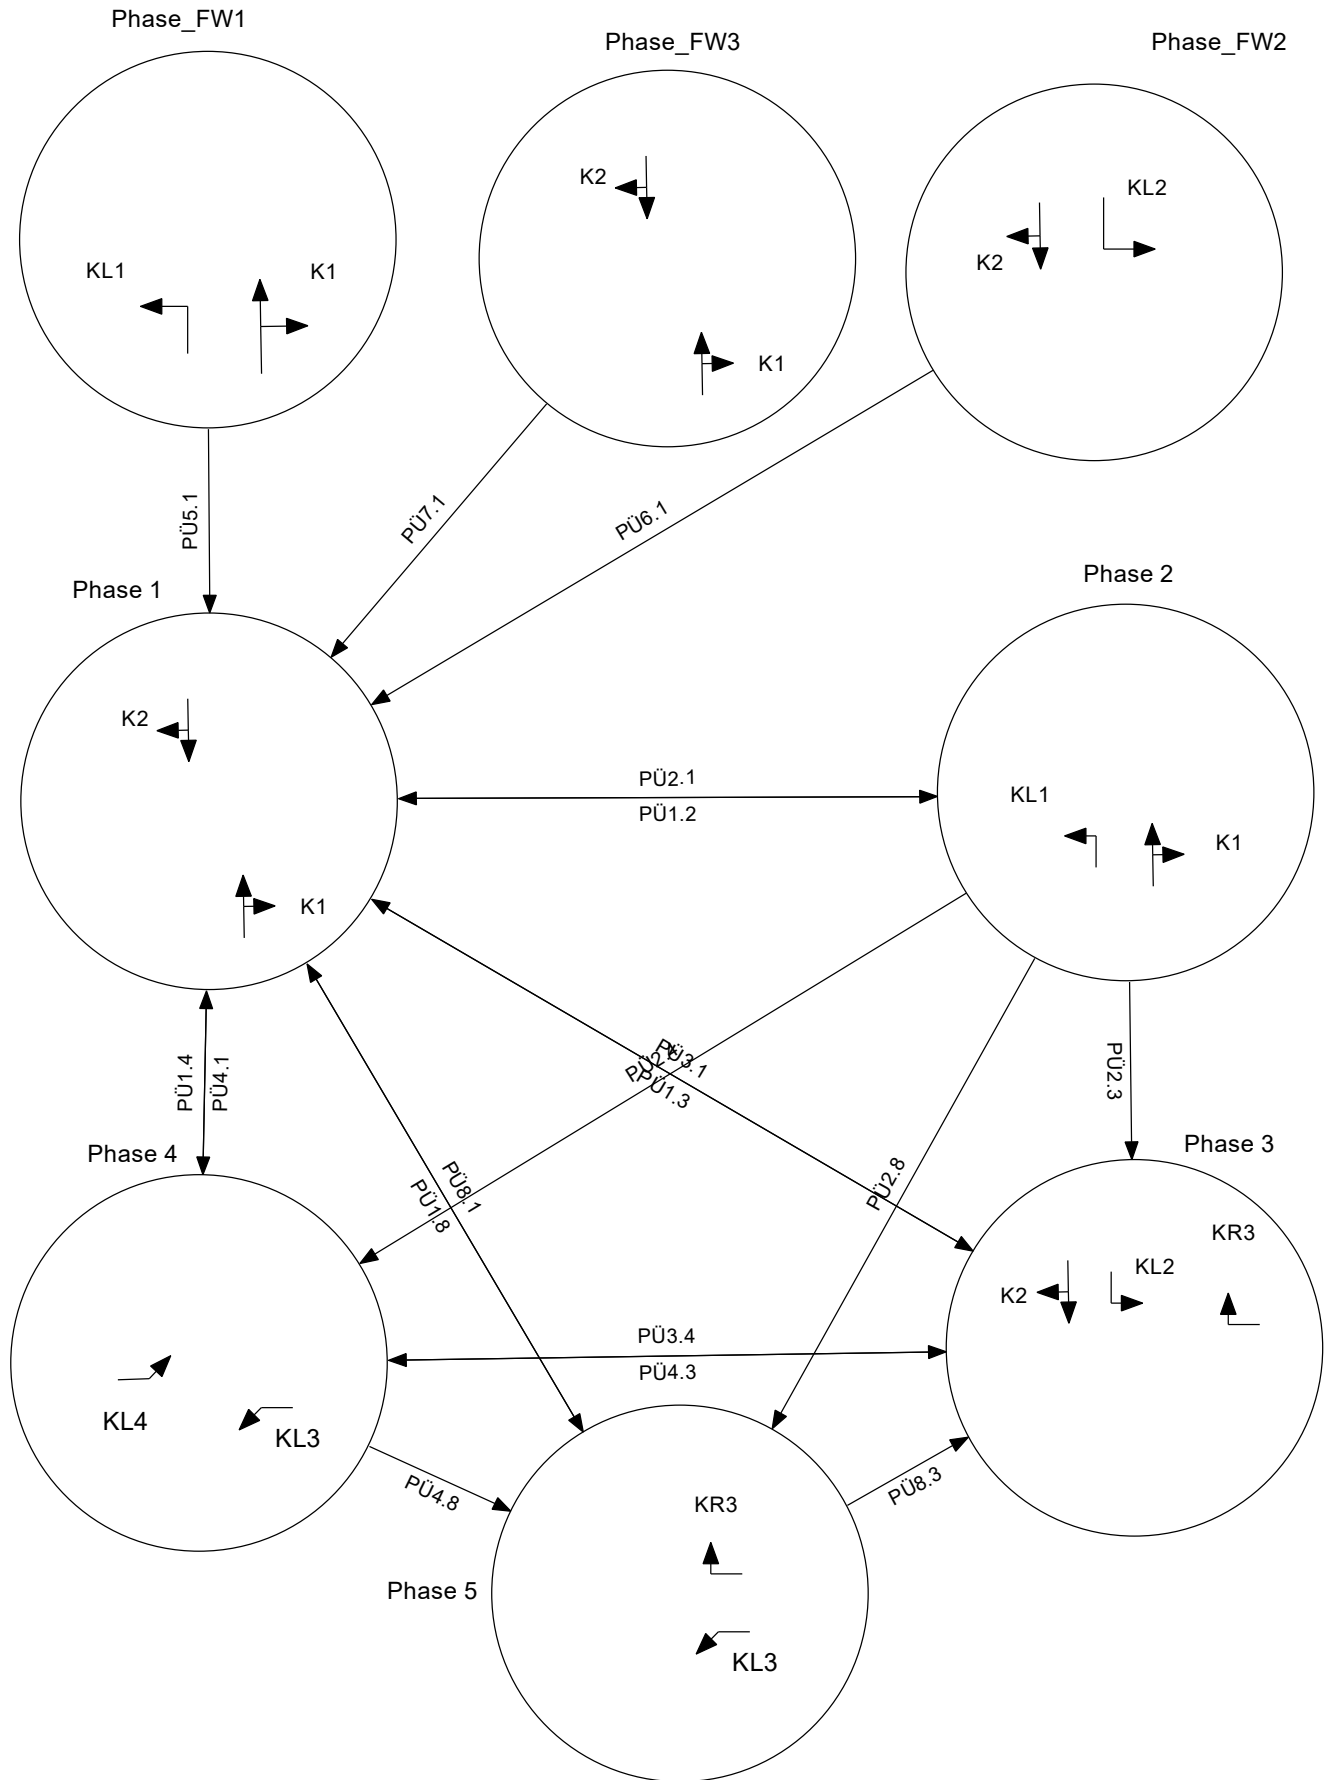 Phase_FW1
Phase_FW3
Phase_FW2
K2
KL2
K2
KL1
K1
K1
PÜ5.1
PÜ7.1
PÜ6.1
Phase 1
Phase 2
K2
PÜ2.1
PÜ1.2
KL1
K1
K1
PÜ3.1
PÜ1.3
PÜ1.4
PÜ4.1
PÜ2.3
Phase 4
Phase 3
PÜ8.1
PÜ1.8
PÜ2.8
KR3
KL2
K2
PÜ3.4
PÜ4.3
KL4
KL3
PÜ4.8
PÜ8.3
KR3
Phase 5
KL3